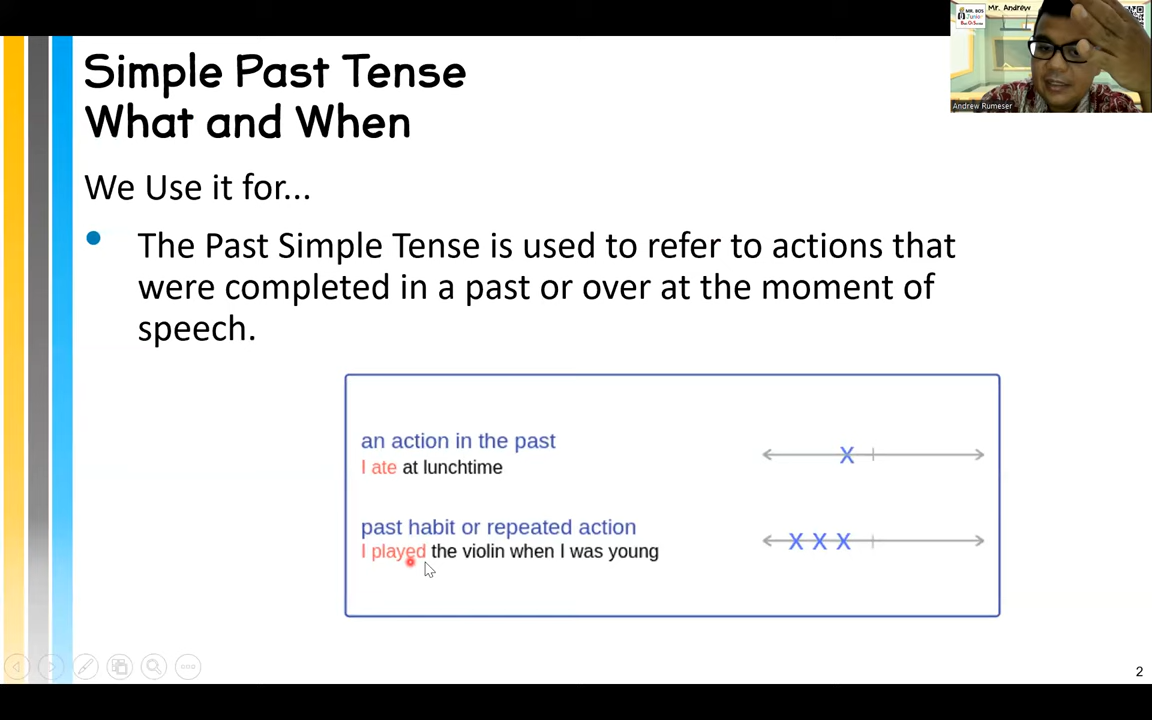 Simple Past Tense
What and When
We Use it for...
The Past Simple Tense is used to refer to actions that
were completed in a past or over at the moment of
speech.
an action in the past
I ate at lunchtime
X
past habit or repeated action
I played the violin when I was young
X X X
2
Mr. Andrew
MR. BOS
Junior
Andrew Rumeser